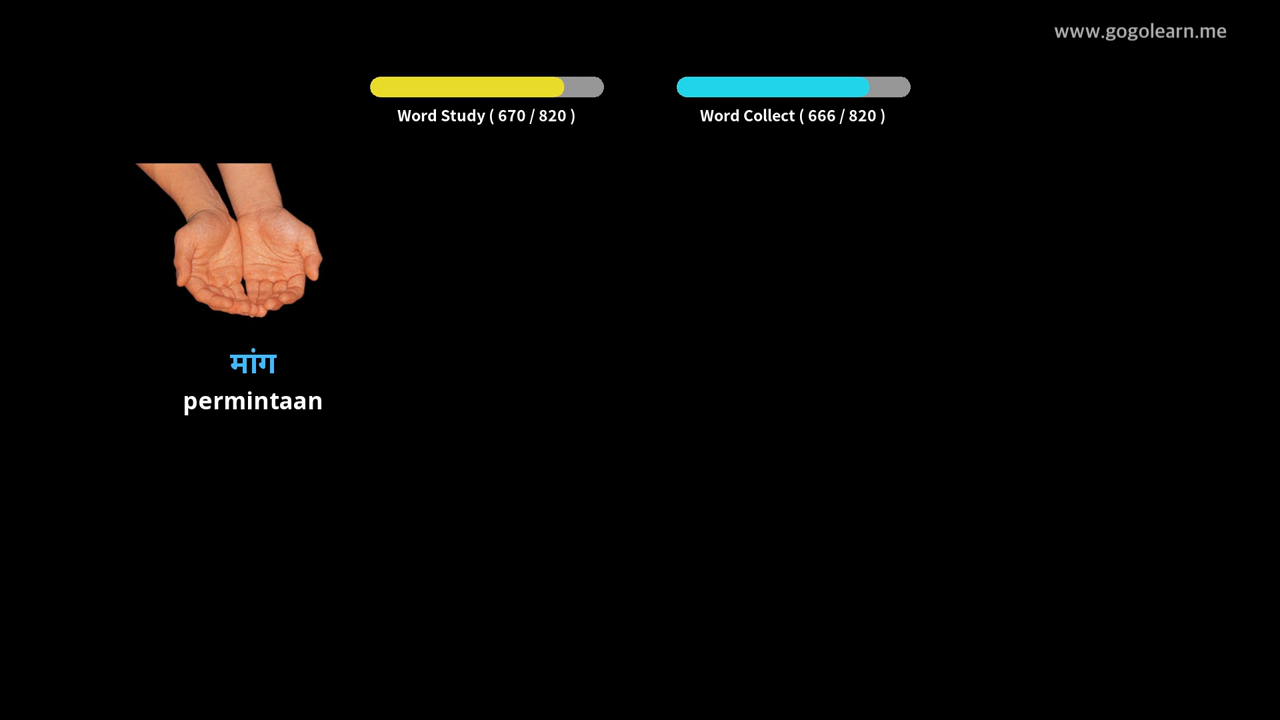 www.gogolearn.me
Word Study ( 670 / 820 )
Word Collect ( 666 / 820 )
मांग
permintaan